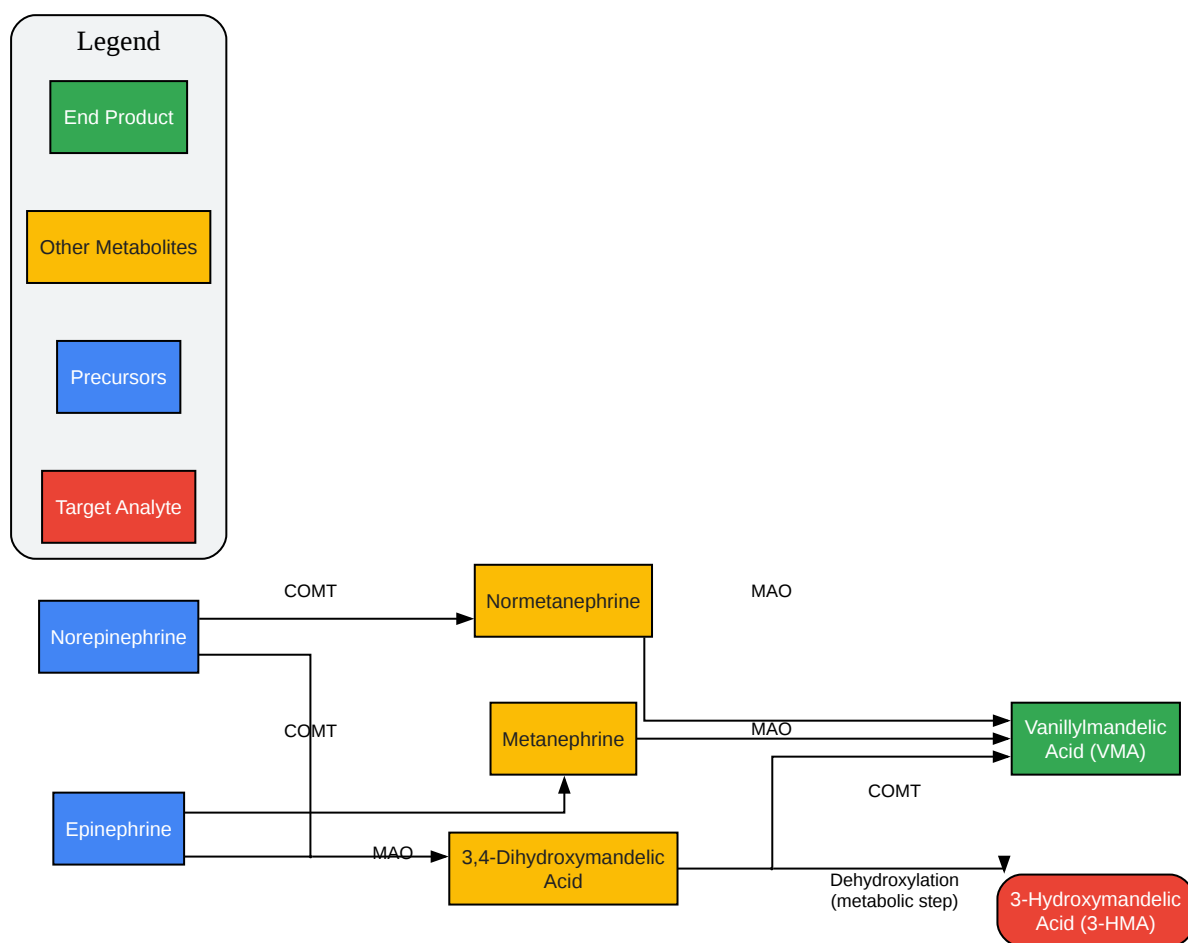 Legend
End Product
Other Metabolites
Precursors
Target Analyte
COMT
Normetanephrine
MAO
Norepinephrine
COMT
Metanephrine
MAO
Vanillylmandelic
Acid (VMA)
COMT
Epinephrine
MAO
3,4-Dihydroxymandelic
Acid
Dehydroxylation
(metabolic step)
3-Hydroxymandelic
Acid (3-HMA)